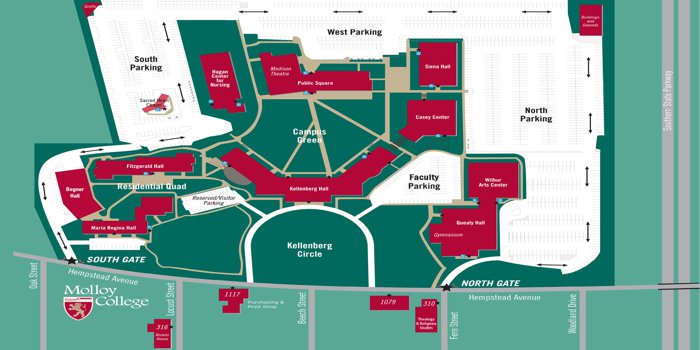 Buildings
and
Grounds
West Parking
South
Parking
Hagan
Center
for
Nursing
Madison
Theatre
Public Square
Siena Hall
Southern State Parkway
Sacred Heart
Chapel
North
Parking
Casey Center
Campus
Green
Fitzgerald Hall
Faculty
Parking
Wilbur
Arts Center
Dogner
Hall
Residential Quad
Kellenberg Hall
Reserved/Visitor
Parking
Maria Regina Hall
Quealy Hall
Gymnasium
Kellenberg
Circle
SOUTH GATE
Hempstead Avenue
NORTH GATE
Hempstead Avenue
Oak Street
Locust Street
Beech Street
Fern Street
Woodland Drive
Molloy
College
1117
Purchasing &
Print Shop
1079
310
Theology
& Religious
Studies
316
Alumni
House